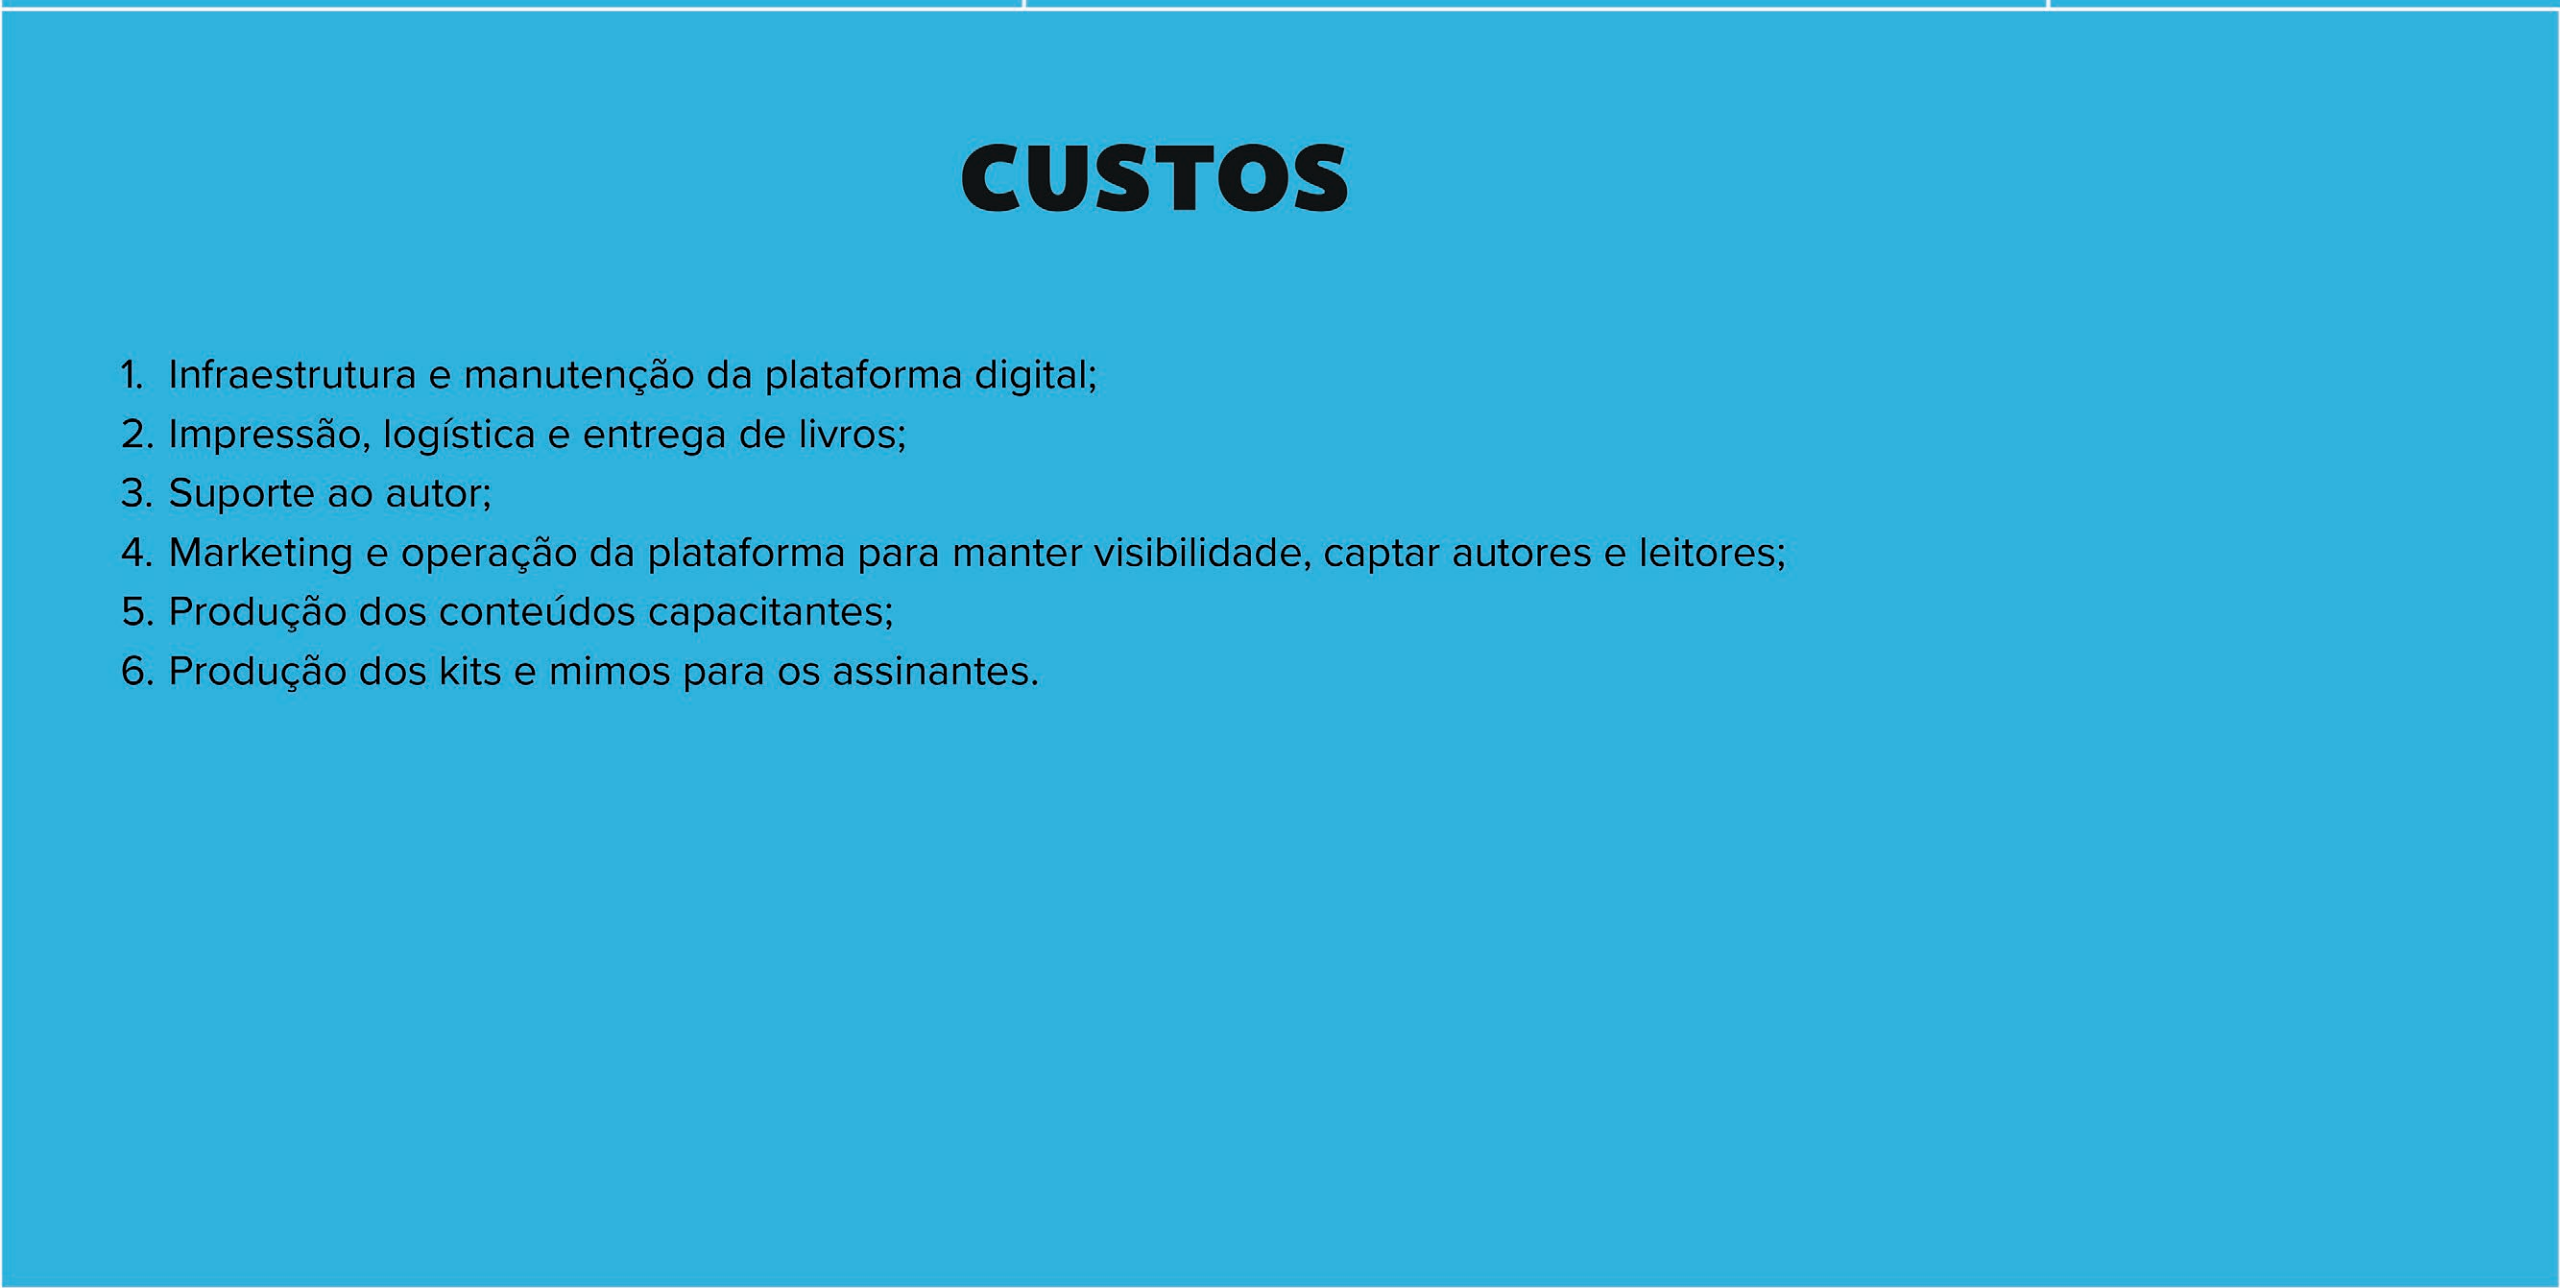 CUSTOS
1. Infraestrutura e manutenção da plataforma digital;
2. Impressão, logística e entrega de livros;
3. Suporte ao autor;
4. Marketing e operação da plataforma para manter visibilidade, captar autores e leitores;
5. Produção dos conteúdos capacitantes;
6. Produção dos kits e mimos para os assinantes.